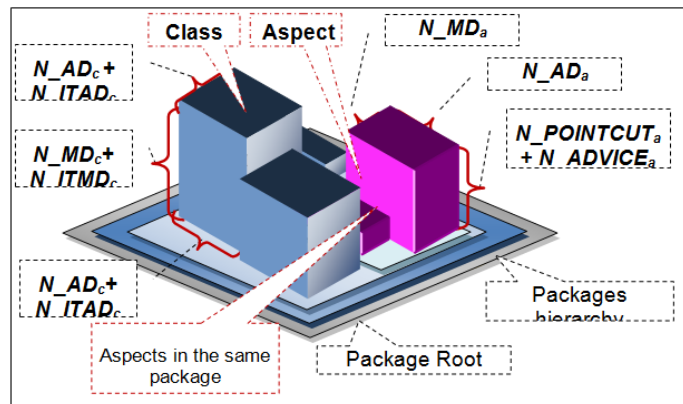 Class
Aspect
N_MDa
N_ADc+
N_ITADc
N_ADa
N_MDc+
N_ITMDc
N_POINTCUTa
+ N_ADVICEa
N_ADc+
N_ITADc
Packages
hierarchy
Aspects in the same
package
Package Root